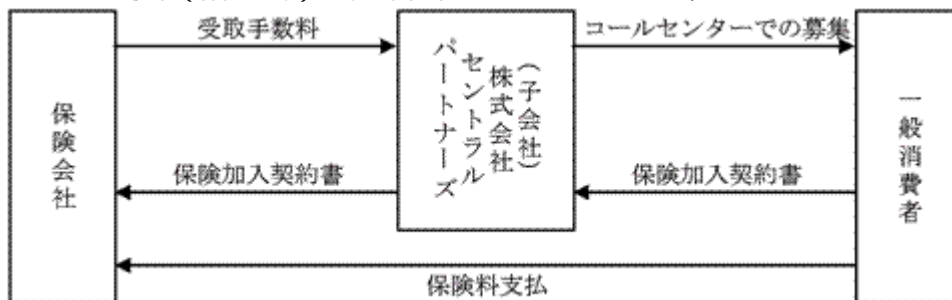 受取手数料
コールセンターでの募集
保険会社
(子会社)
株式会社
セントラル
パートナーズ
一般消費者
保険加入契約書
保険加入契約書
保険料支払